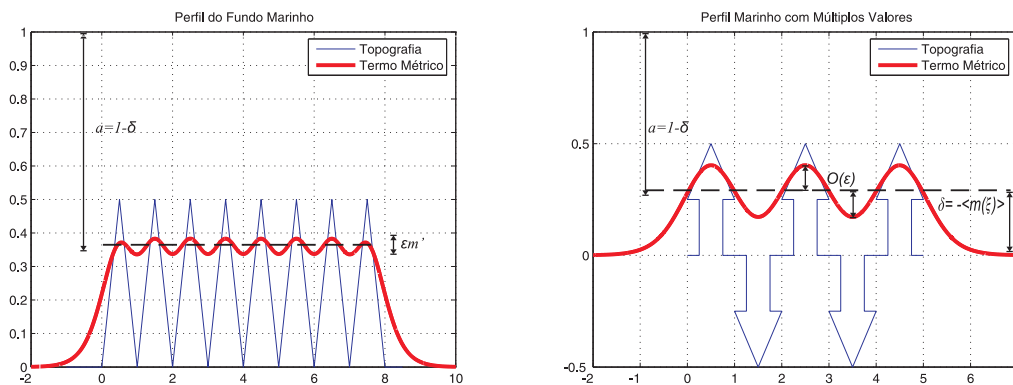 Perfil do Fundo Marinho
1
0.9
0.8
0.7
0.6
0.5
0.4
0.3
0.2
0.1
0
-2
0
2
4
6
8
10
Topografia
Termo Métrico
a=1-δ
εm'
Perfil Marinho com Múltiplos Valores
1
0.5
0
-0.5
-2
-1
0
1
2
3
4
5
6
Topografia
Termo Métrico
a=1-δ
O(ε)
δ= -<m(ξ)>